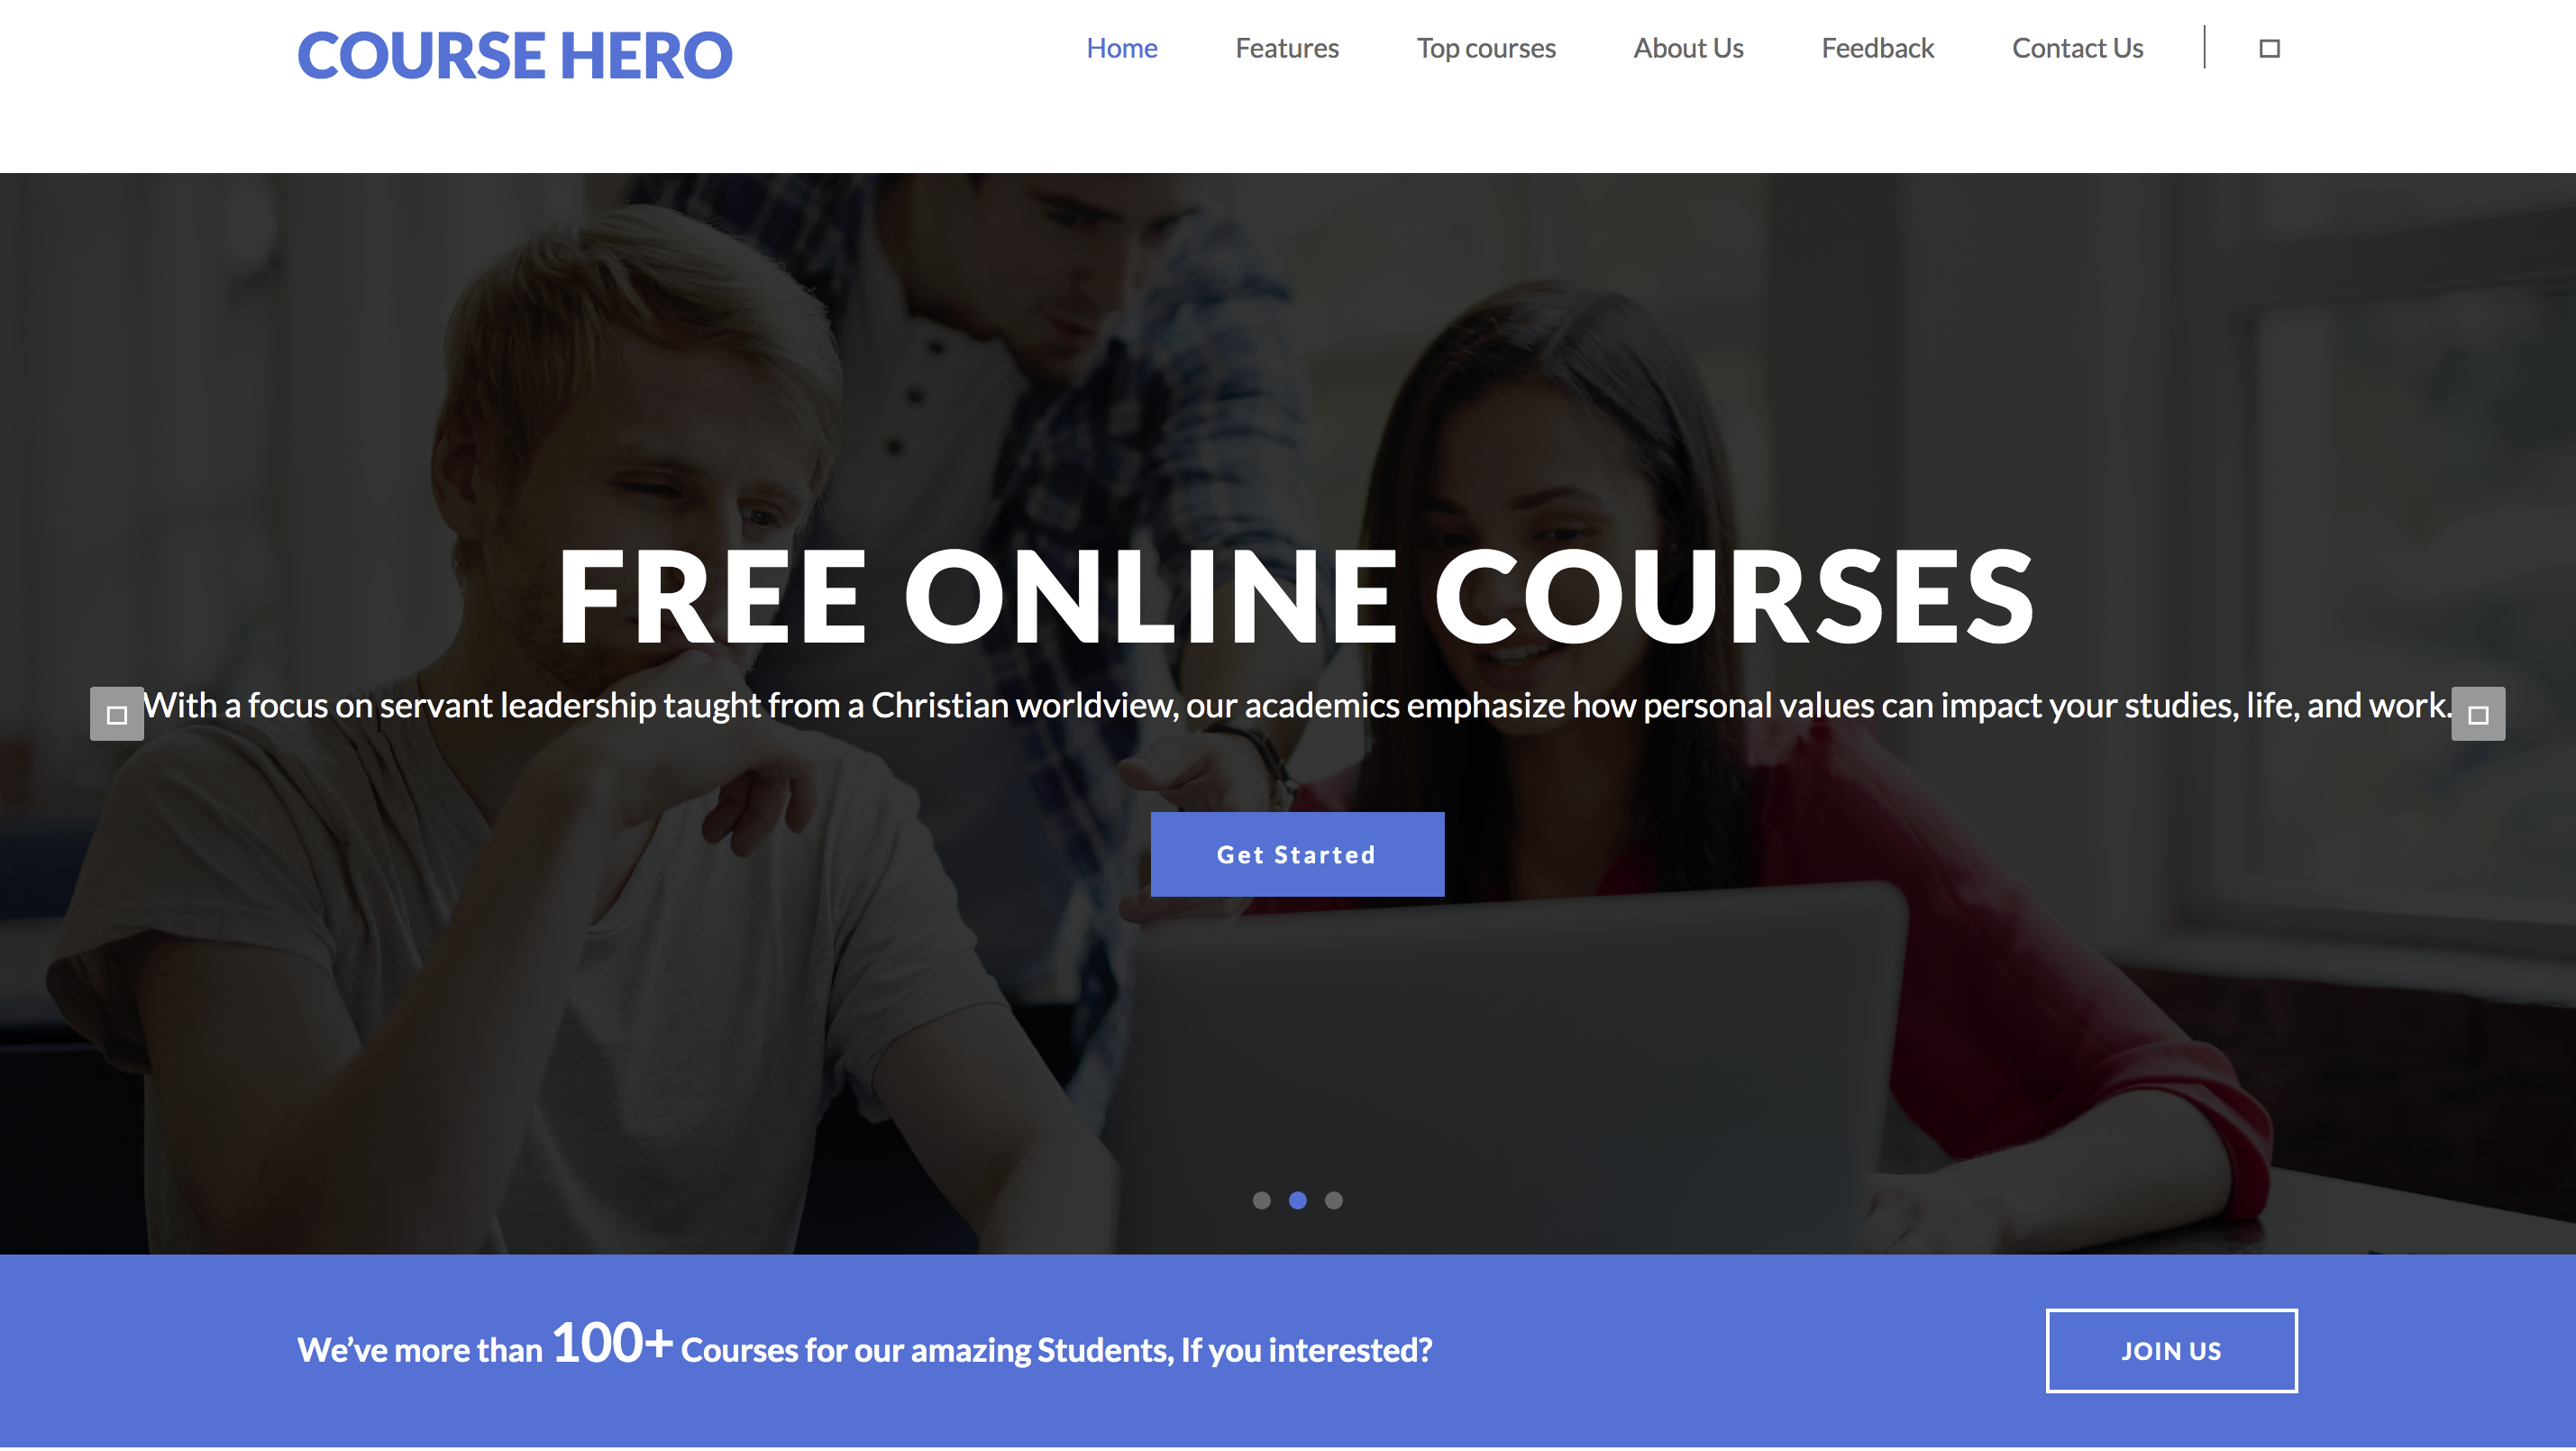 COURSE HERO
Home Features Top courses About Us Feedback Contact Us
FREE ONLINE COURSES
With a focus on servant leadership taught from a Christian worldview, our academics emphasize how personal values can impact your studies, life, and work.
Get Started
We’ve more than 100+ Courses for our amazing Students, If you interested?
JOIN US